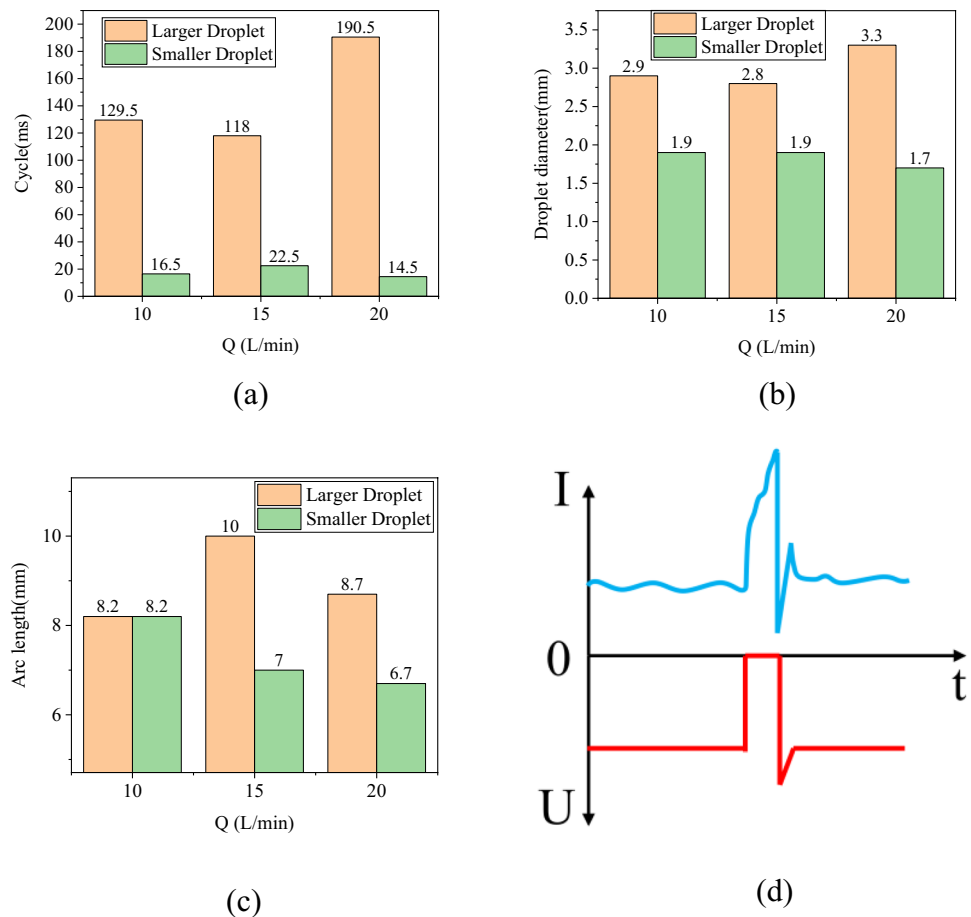 Larger Droplet
Smaller Droplet
200
180
160
140
120
100
80
60
40
20
0
129.5
16.5
118
22.5
190.5
14.5
10
15
20
Cycle(ms)
Q (L/min)
(a)
Larger Droplet
Smaller Droplet
3.5
3.0
2.5
2.0
1.5
1.0
0.5
0.0
2.9
1.9
2.8
1.9
3.3
1.7
10
15
20
Droplet diameter(mm)
Q (L/min)
(b)
Larger Droplet
Smaller Droplet
10
8
6
8.2
8.2
10
7
8.7
6.7
10
15
20
Arc length(mm)
Q (L/min)
(c)
I
0
t
U
(d)